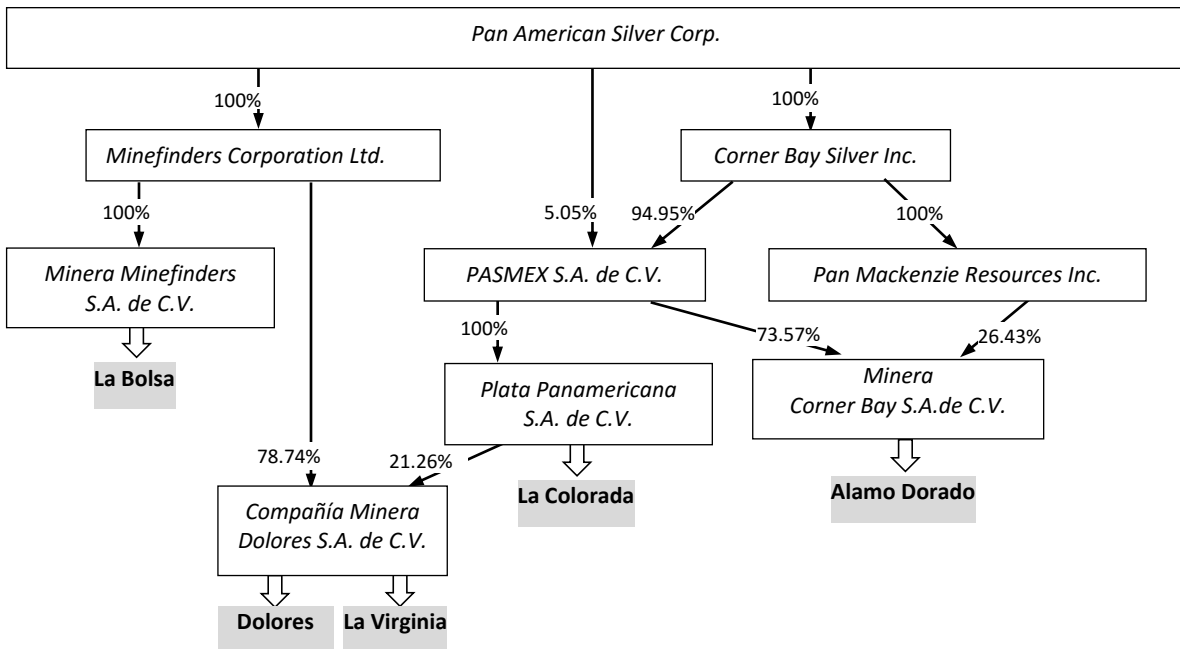 Pan American Silver Corp.
100%
100%
Minefinders Corporation Ltd.
Corner Bay Silver Inc.
100%
5.05%
94.95%
100%
Minera Minefinders
S.A. de C.V.
PASMEX S.A. de C.V.
Pan Mackenzie Resources Inc.
100%
73.57%
26.43%
La Bolsa
Plata Panamericana
S.A. de C.V.
Minera
Corner Bay S.A.de C.V.
78.74%
21.26%
La Colorada
Alamo Dorado
Compañía Minera
Dolores S.A. de C.V.
Dolores
La Virginia